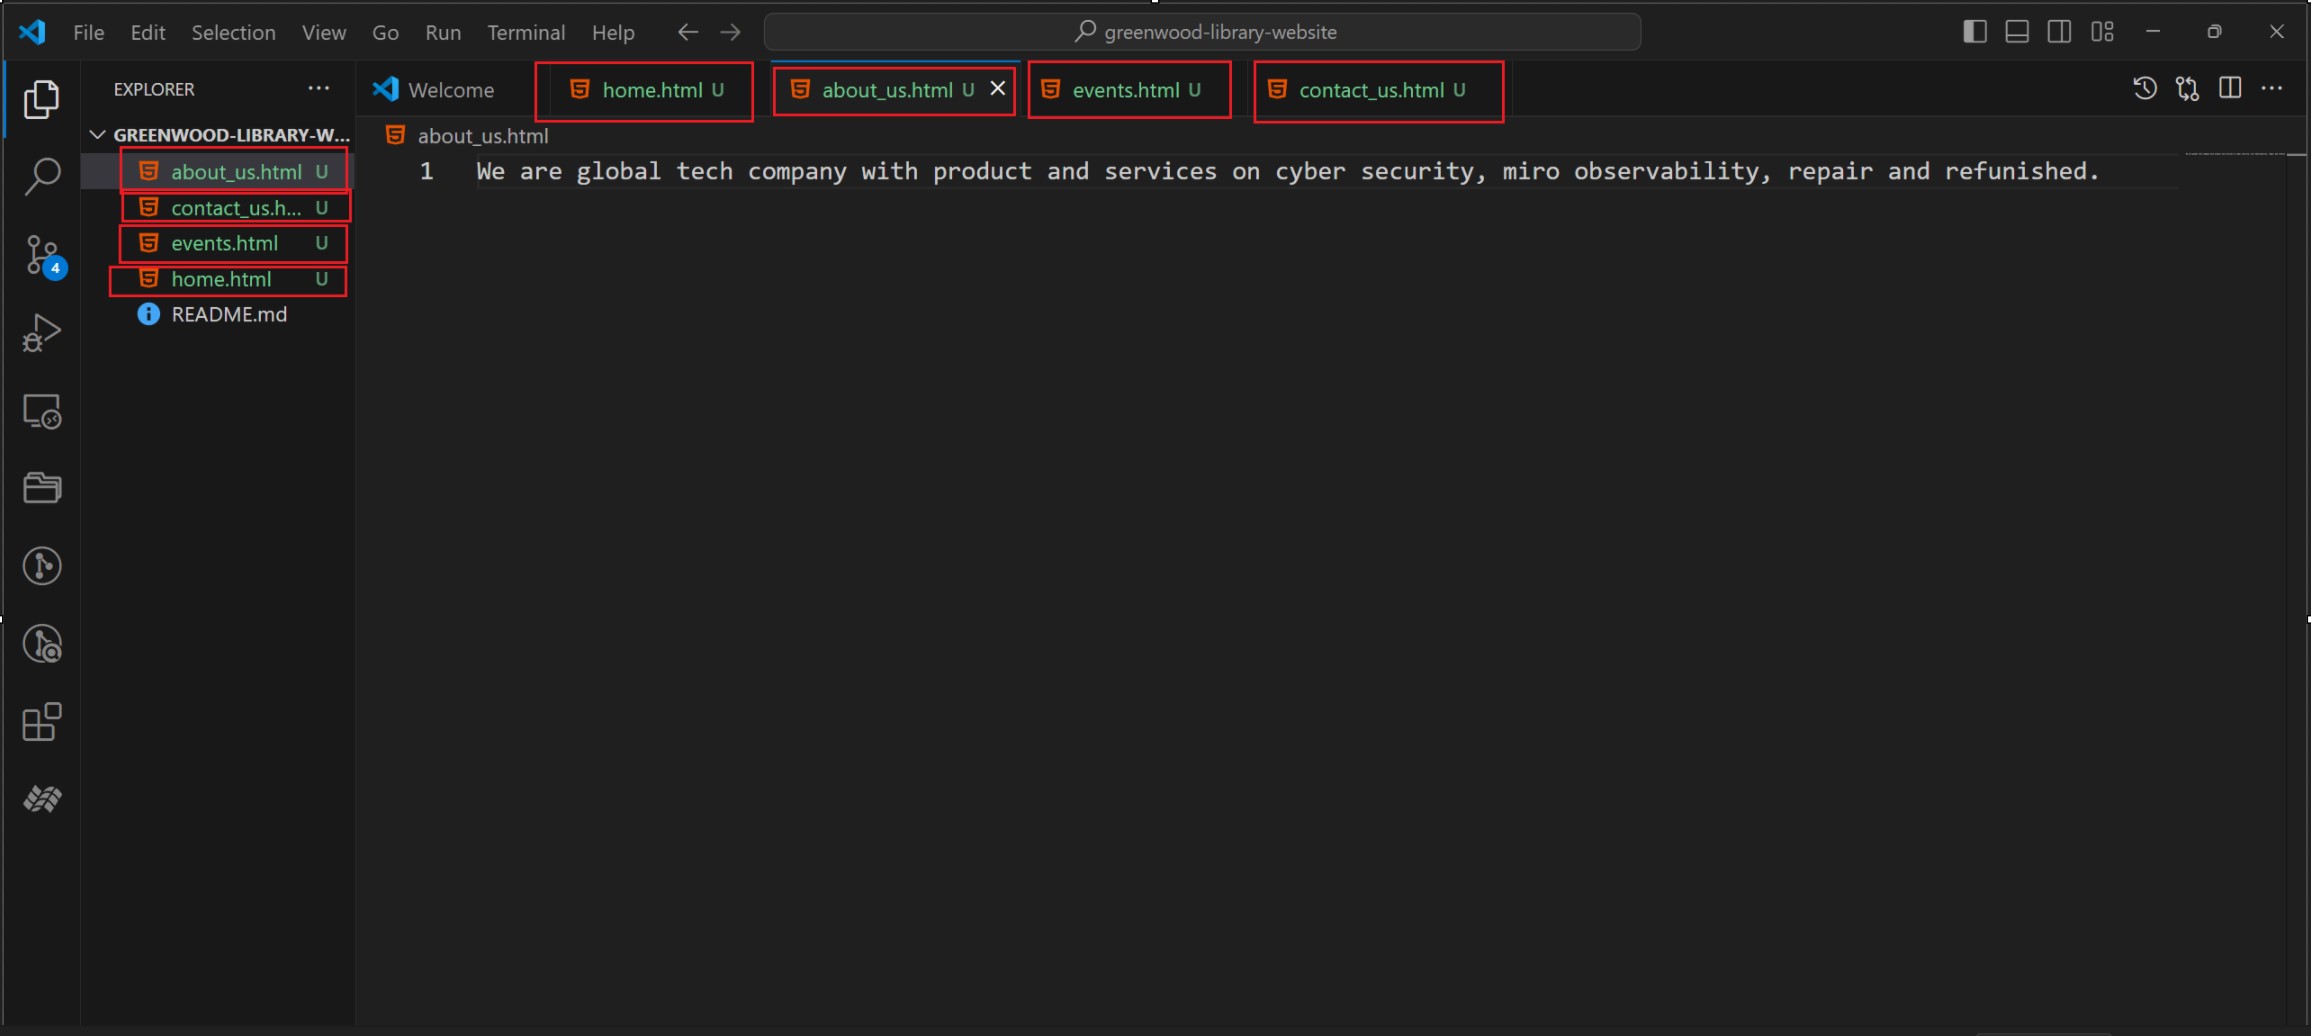 File Edit Selection View Go Run Terminal Help greenwood-library-website
EXPLORER
Welcome home.html U about_us.html U events.html U contact_us.html U
GREENWOOD-LIBRARY-W...
about_us.html
about_us.html U
1 We are global tech company with product and services on cyber security, miro observability, repair and refunished.
contact_us.h... U
events.html U
4
home.html U
README.md